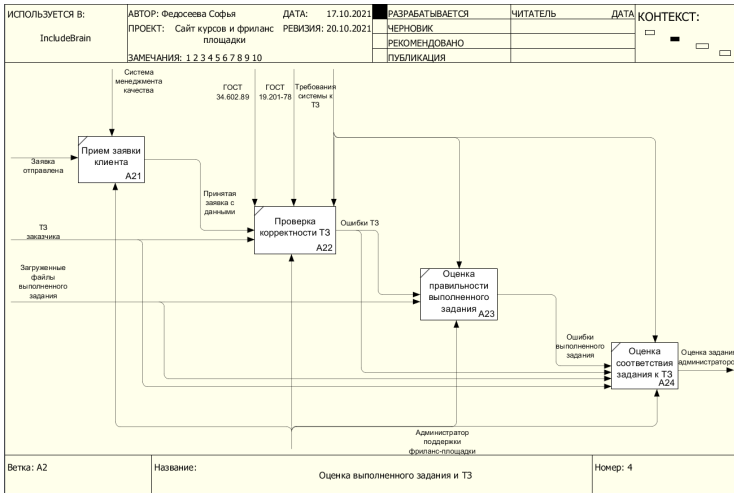 ИСПОЛЬЗУЕТСЯ В:
IncludeBrain
АВТОР: Федосеева Софья
ДАТА: 17.10.2021
ПРОЕКТ: Сайт курсов и фриланс
площадки
РЕВИЗИЯ: 20.10.2021
ЗАМЕЧАНИЯ: 1 2 3 4 5 6 7 8 9 10
РАЗРАБАТЫВАЕТСЯ
ЧЕРНОВИК
РЕКОМЕНДОВАНО
ПУБЛИКАЦИЯ
ЧИТАТЕЛЬ
ДАТА
КОНТЕКСТ:
Система
менеджмента
качества
ГОСТ
34.602.89
ГОСТ
19.201-78
Требования
системы к
ТЗ
Прием заявки
клиента
A21
Заявка
отправлена
Принятая
заявка с
данными
Проверка
корректности ТЗ
A22
Ошибки ТЗ
ТЗ
заказчика
Загруженные
файлы
выполненного
задания
Оценка
правильности
выполненного
задания
A23
Ошибки
выполненного
задания
Оценка
соответствия
задания к ТЗ
A24
Оценка задани
администраторо
Администратор
поддержки
фриланс-площадки
Ветка: A2
Название:
Оценка выполненного задания и ТЗ
Номер: 4